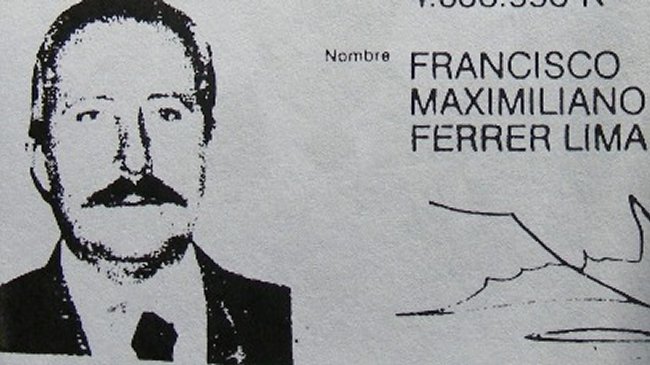 Nombre FRANCISCO
MAXIMILIANO
FERRER LIMA